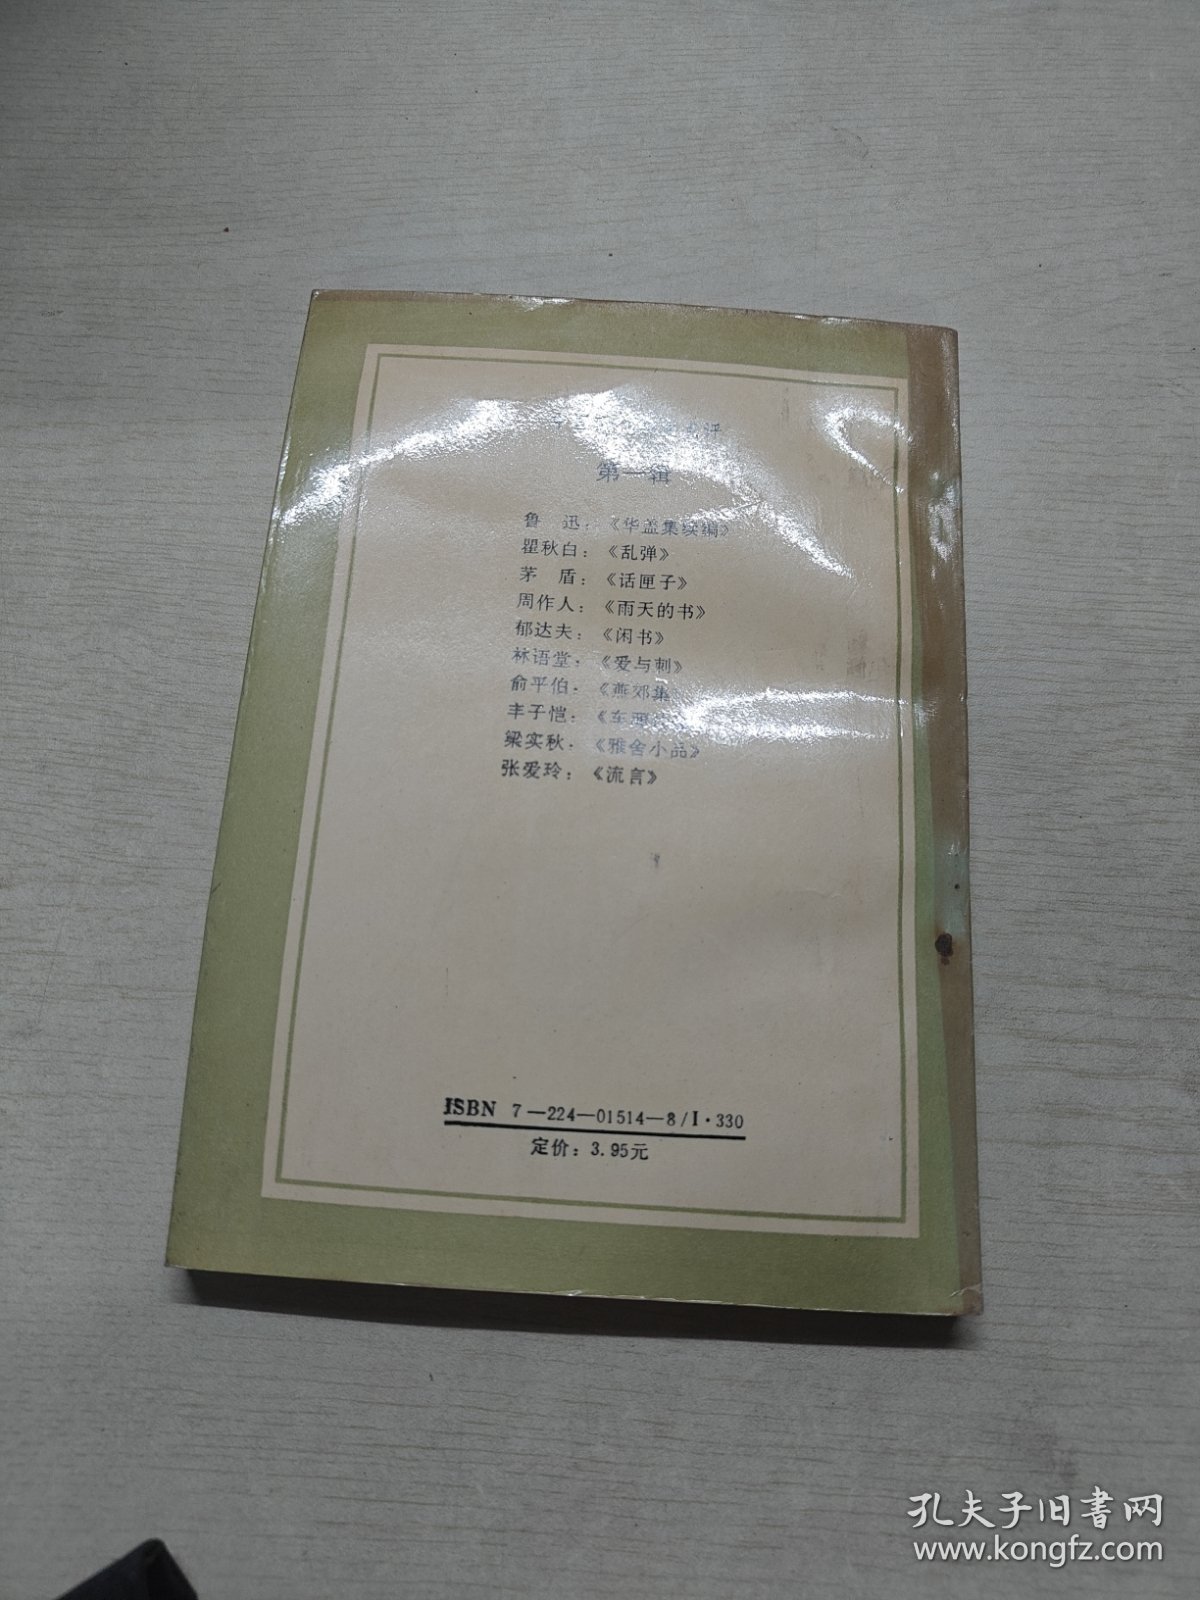 第一辑
鲁　迅：《华盖集续编》
瞿秋白：《乱弹》
茅　盾：《话匣子》
周作人：《雨天的书》
郁达夫：《闲书》
林语堂：《爱与刺》
俞平伯：《燕郊集
丰子恺：《车
梁实秋：《雅舍小品》
张爱玲：《流言》
ISBN 7—224—01514—8/I·330
定价：3.95元
孔夫子旧书网
www.kongfz.com